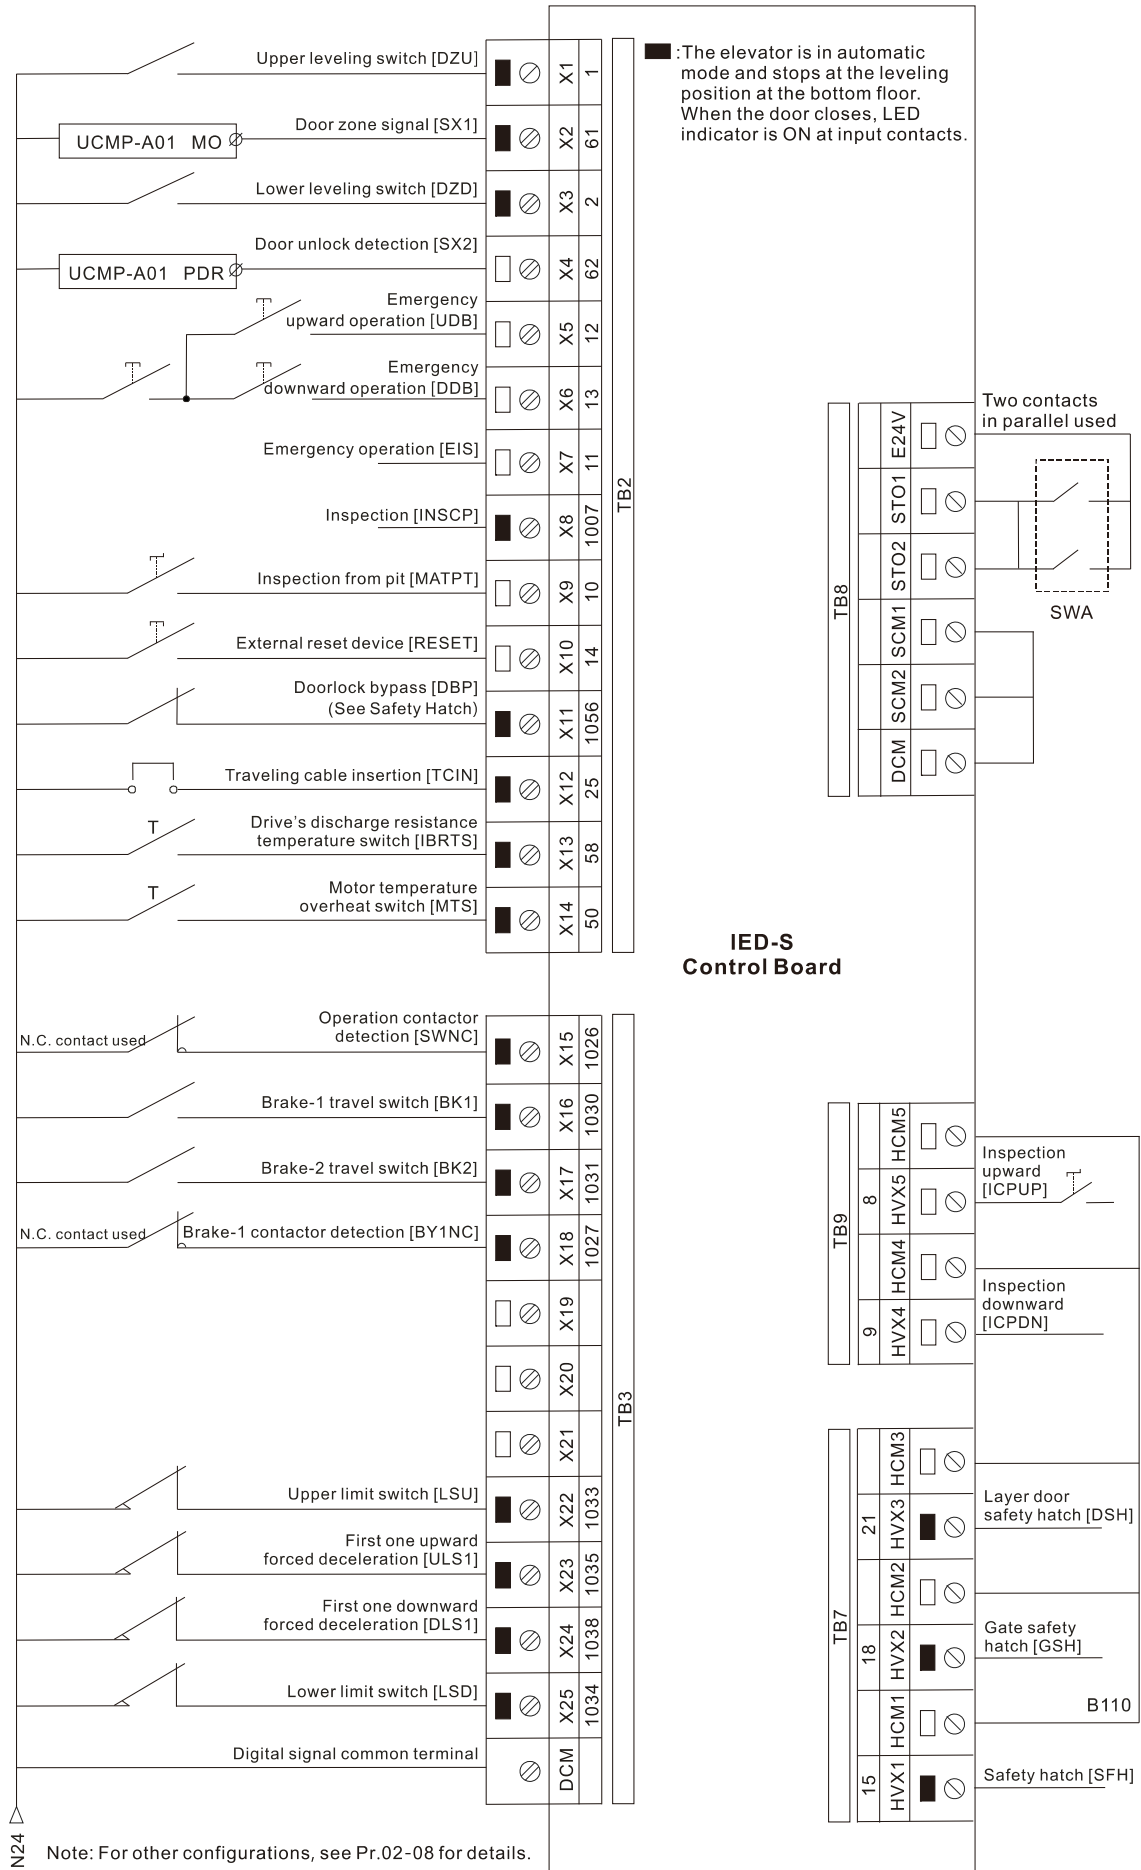 :The elevator is in automatic
mode and stops at the leveling
position at the bottom floor.
When the door closes, LED
indicator is ON at input contacts.
Upper leveling switch [DZU]
X1
1
UCMP-A01 MO
Door zone signal [SX1]
X2
61
Lower leveling switch [DZD]
X3
2
UCMP-A01 PDR
Door unlock detection [SX2]
X4
62
Emergency
upward operation [UDB]
X5
12
Emergency
downward operation [DDB]
X6
13
Emergency operation [EIS]
X7
11
Inspection [INSCP]
X8
1007
Inspection from pit [MATPT]
X9
10
External reset device [RESET]
X10
14
Doorlock bypass [DBP]
(See Safety Hatch)
X11
1056
Traveling cable insertion [TCIN]
X12
25
T
Drive's discharge resistance
temperature switch [IBRTS]
X13
58
T
Motor temperature
overheat switch [MTS]
X14
50
TB2
IED-S
Control Board
N.C. contact used
Operation contactor
detection [SWNC]
X15
1026
Brake-1 travel switch [BK1]
X16
1030
Brake-2 travel switch [BK2]
X17
1031
N.C. contact used
Brake-1 contactor detection [BY1NC]
X18
1027
X19
X20
X21
Upper limit switch [LSU]
X22
1033
First one upward
forced deceleration [ULS1]
X23
1035
First one downward
forced deceleration [DLS1]
X24
1038
Lower limit switch [LSD]
X25
1034
Digital signal common terminal
DCM
TB3
N24
Note: For other configurations, see Pr.02-08 for details.
TB8
E24V
STO1
STO2
SCM1
SCM2
DCM
Two contacts
in parallel used
SWA
TB9
HCM5
8
HVX5
HCM4
9
HVX4
Inspection
upward
[ICPUP]
Inspection
downward
[ICPDN]
TB7
HCM3
21
HVX3
HCM2
18
HVX2
HCM1
15
HVX1
Layer door
safety hatch [DSH]
Gate safety
hatch [GSH]
B110
Safety hatch [SFH]